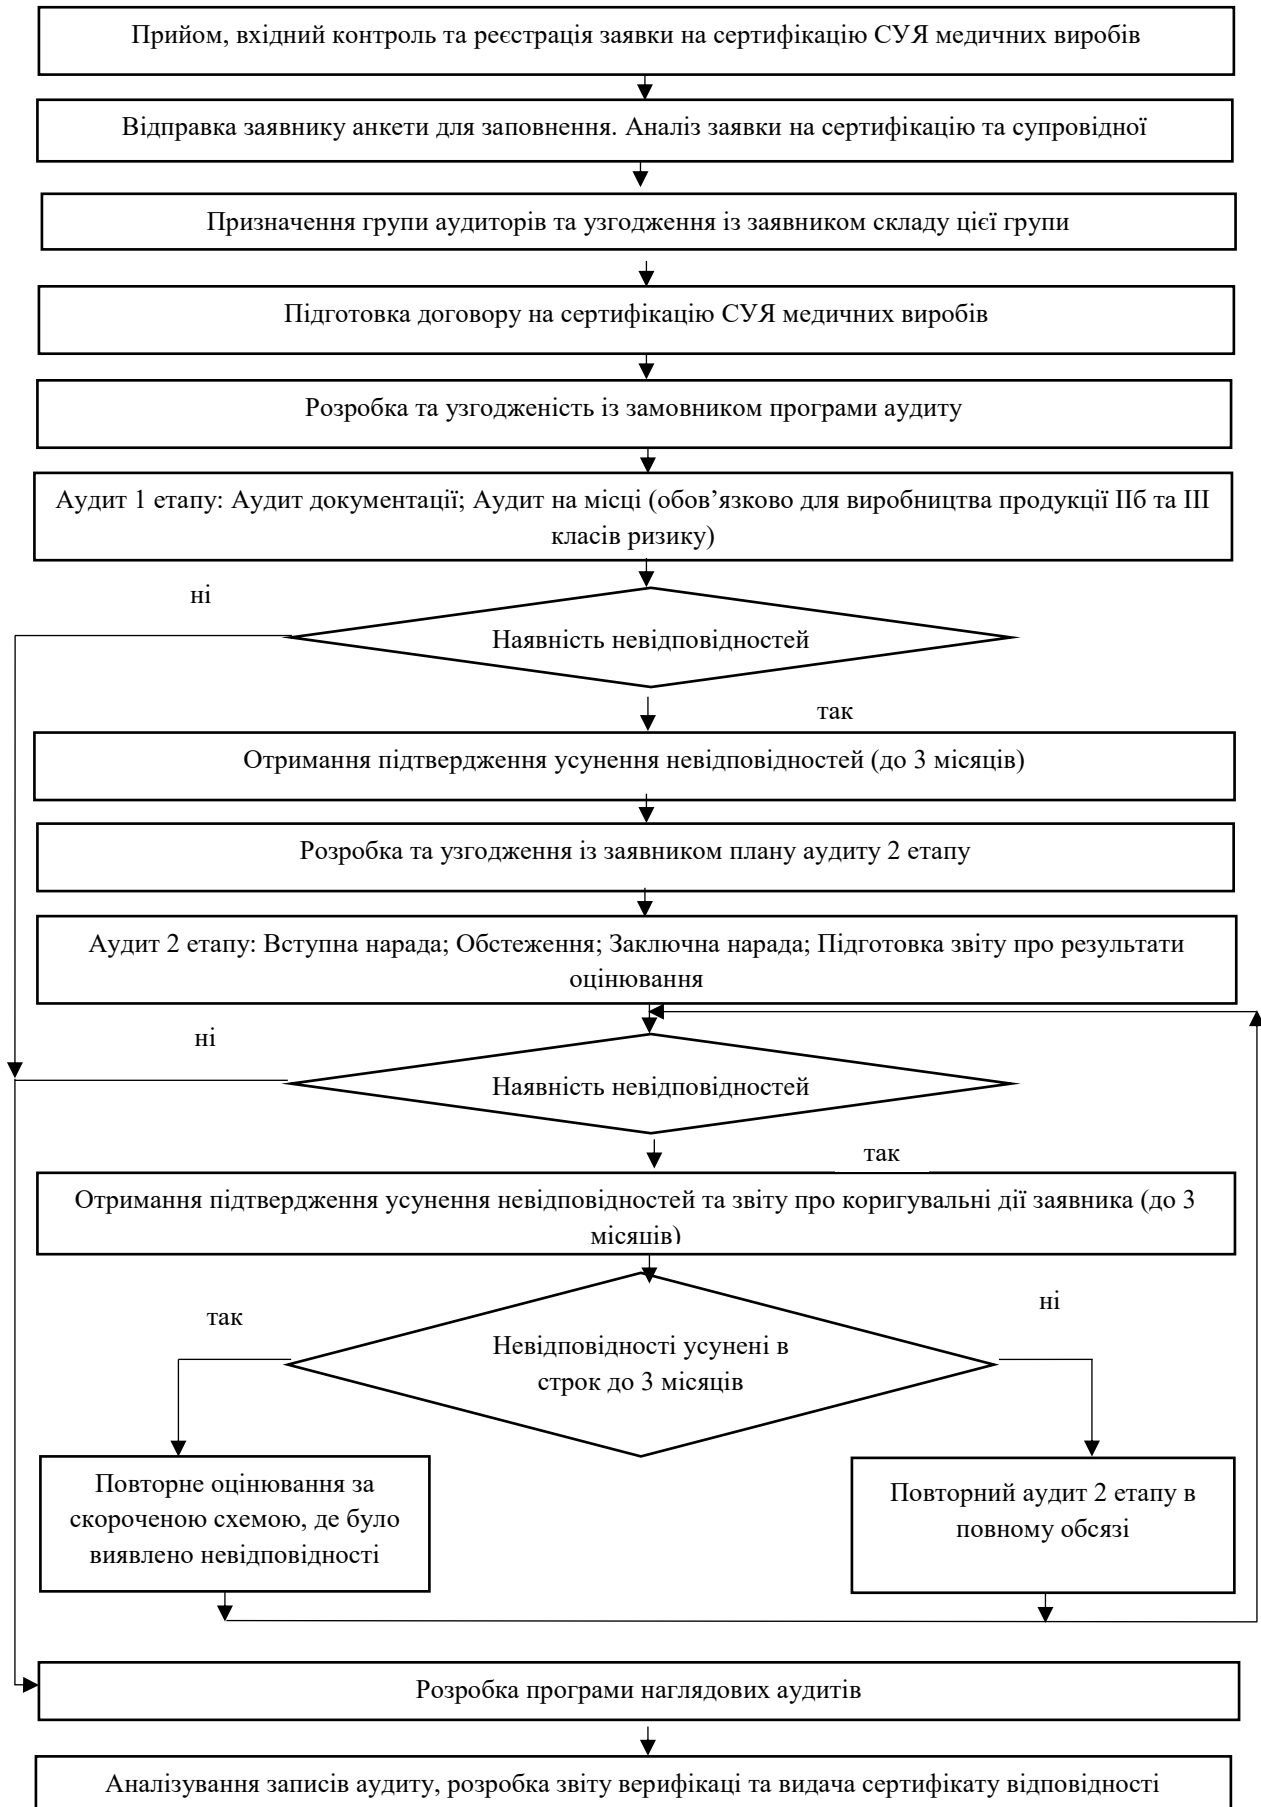 Прийом, вхідний контроль та реєстрація заявки на сертифікацію СУЯ медичних виробів
Відправка заявнику анкети для заповнення. Аналіз заявки на сертифікацію та супровідної
Призначення групи аудиторів та узгодження із заявником складу цієї групи
Підготовка договору на сертифікацію СУЯ медичних виробів
Розробка та узгодженість із замовником програми аудиту
Аудит 1 етапу: Аудит документації; Аудит на місці (обов’язково для виробництва продукції ІІб та ІІІ
класів ризику)
ні
Наявність невідповідностей
так
Отримання підтвердження усунення невідповідностей (до 3 місяців)
Розробка та узгодження із заявником плану аудиту 2 етапу
Аудит 2 етапу: Вступна нарада; Обстеження; Заключна нарада; Підготовка звіту про результати
оцінювання
ні
Наявність невідповідностей
так
Отримання підтвердження усунення невідповідностей та звіту про коригувальні дії заявника (до 3
місяців)
так
ні
Невідповідності усунені в
строк до 3 місяців
Повторне оцінювання за
скороченою схемою, де було
виявлено невідповідності
Повторний аудит 2 етапу в
повному обсязі
Розробка програми наглядових аудитів
Аналізування записів аудиту, розробка звіту верифікаці та видача сертифікату відповідності